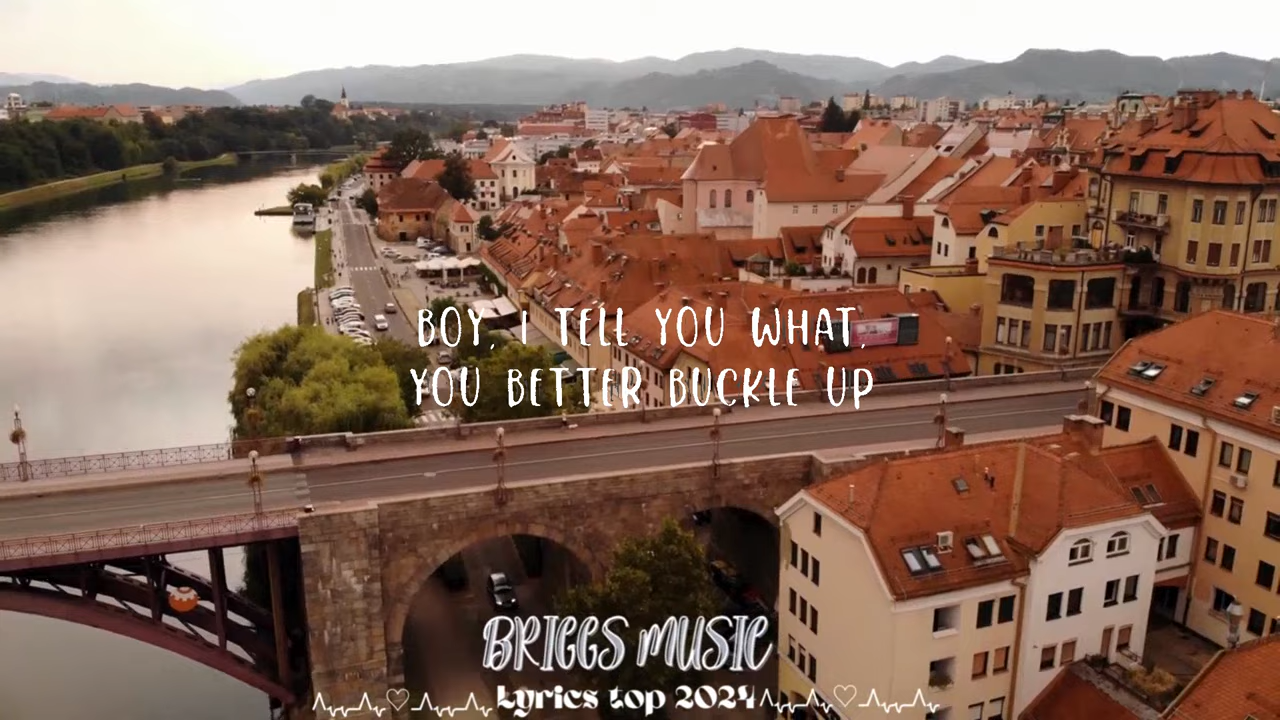 BOY, I TELL YOU WHAT,
YOU BETTER BUCKLE UP
BRIGGS MUSIC
Lyrics top 2024